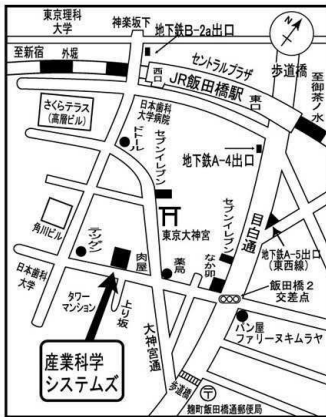 東京理科
大学
神楽坂下
地下鉄B-2a出口
N
至新宿
外堀
セントラルプラザ
西口
JR飯田橋駅
東口
歩道橋
至御茶ノ水
さくらテラス
(高層ビル)
日本歯科
大学病院
ドトール
セブンイレブン
地下鉄A-4出口
東京大神宮
セブンイレブン
目白通
地下鉄A-5出口
(東西線)
角川ビル
肉屋
薬局
なか卯
飯田橋2
交差点
日本歯科
大学
タワー
マンション
上り坂
大神宮通
パン屋
ファリーヌキムラヤ
産業科学
システムズ
歩道橋
麹町飯田橋通郵便局